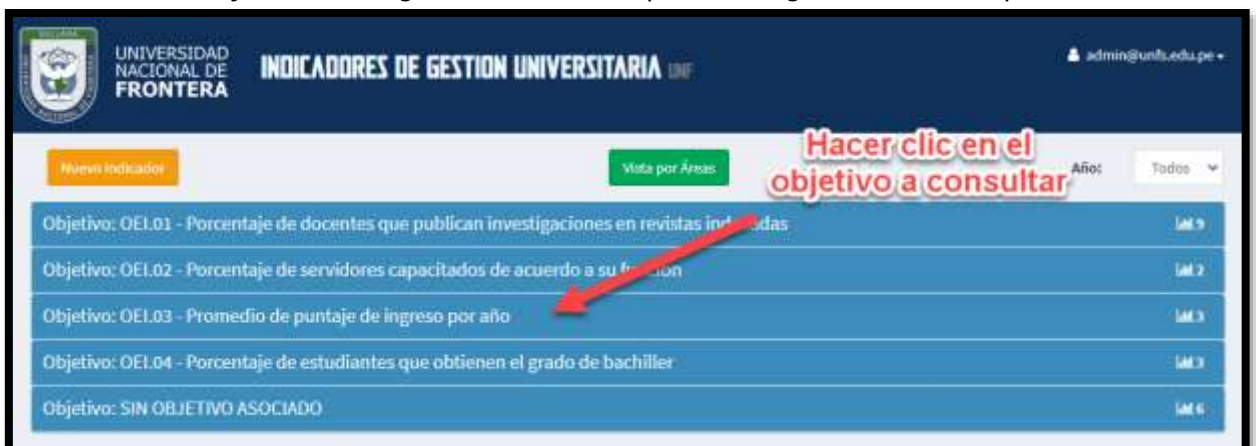 UNIVERSIDAD
NACIONAL DE
FRONTERA
INDICADORES DE GESTION UNIVERSITARIA UNF
admin@unfs.edu.pe
Nuevo Indicador
Vista por Áreas
Hacer clic en el
objetivo a consultar
Año:
Todos
Objetivo: OEI.01 - Porcentaje de docentes que publican investigaciones en revistas
Objetivo: OEI.02 - Porcentaje de servidores capacitados de acuerdo a su
2
Objetivo: OEI.03 - Promedio de puntaje de ingreso por año
3
Objetivo: OEI.04 - Porcentaje de estudiantes que obtienen el grado de bachiller
3
Objetivo: SIN OBJETIVO ASOCIADO
6